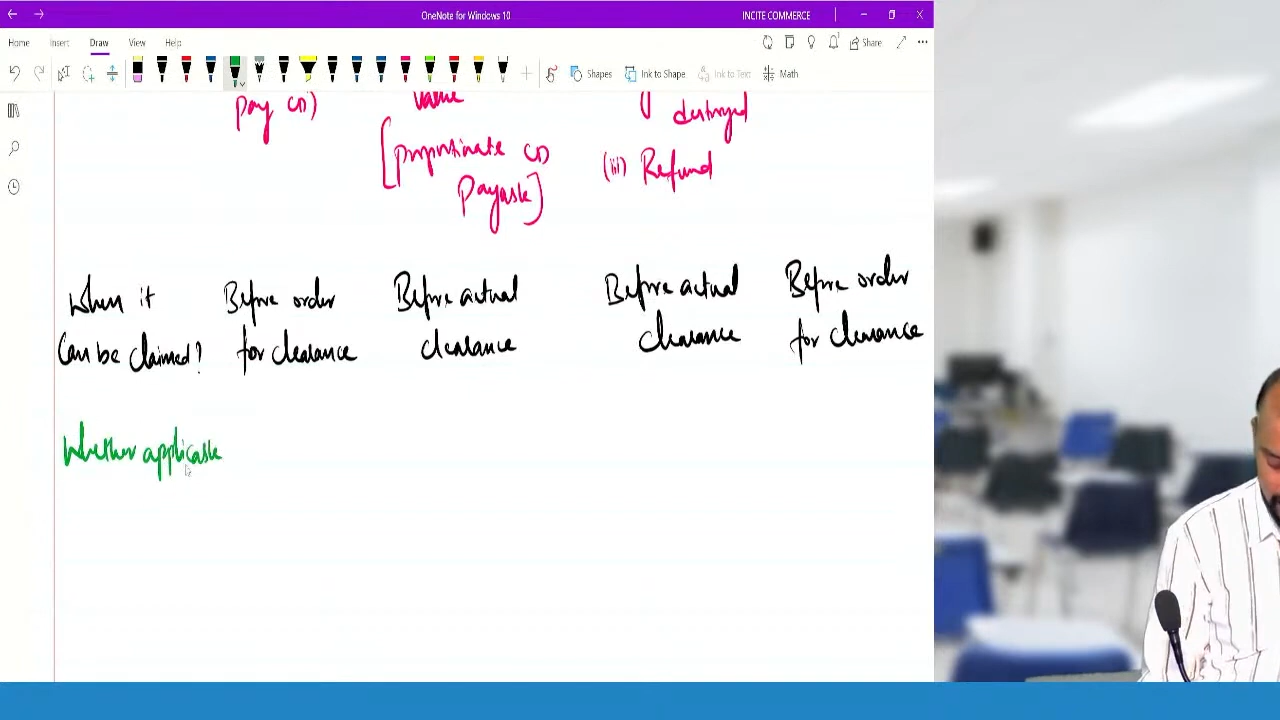 OneNote for Windows 10
INCITE COMMERCE
Home Insert Draw View Help
Share
Shapes
Ink to Shape
Ink to Text
Math
pay CD)
value
[proportinate CD
payable]
destroyed
(iii) Refund
When it
can be claimed?
Before order
for clearance
Before actual
clearance
Before actual
clearance
Before order
for clearance
Whether applicable